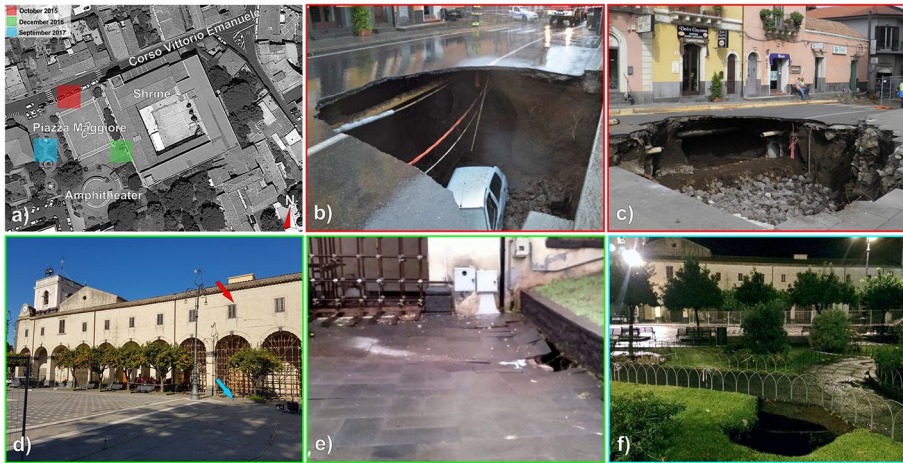 October 2015
December 2016
September 2017
Corso Vittorio Emanuele
Shrine
Piazza Maggiore
Amphitheater
N
a)
b)
c)
d)
e)
f)